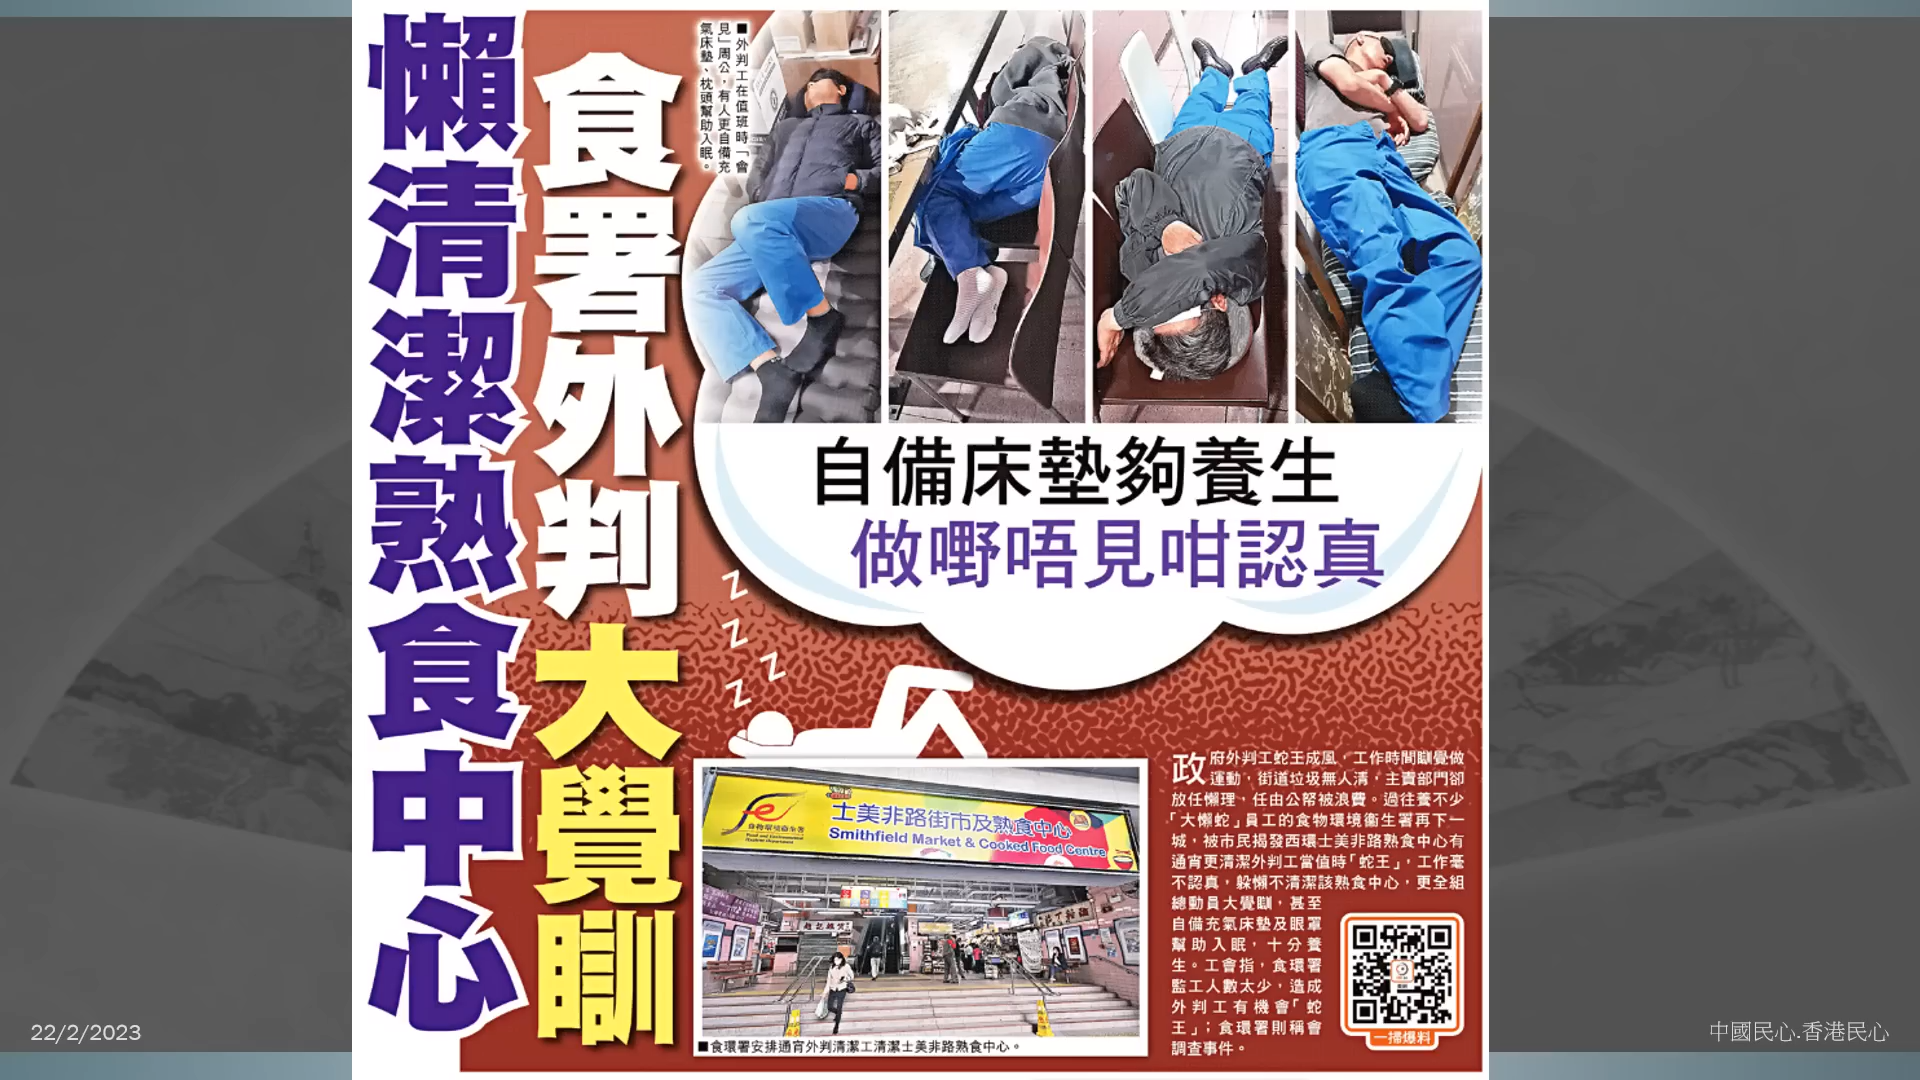 懶清潔熟食中心
食署外判大覺瞓
■外判工在值班時「會
見」周公，有人更自備充
氣床墊、枕頭幫助入眠。
自備床墊夠養生
做嘢唔見咁認真
Z
Z
Z
Z
政府外判工蛇王成風，工作時間瞓覺做
運動，街道垃圾無人清，主責部門卻
放任懶理，任由公帑被浪費。過往養不少
「大懶蛇」員工的食物環境衞生署再下一
城，被市民揭發西環士美非路熟食中心有
通宵更清潔外判工當值時「蛇王」，工作毫
不認真，躲懶不清潔該熟食中心，更全組
總動員大覺瞓，甚至
自備充氣床墊及眼罩
幫助入眠，十分養
生。工會指，食環署
監工人數太少，造成
外判工有機會「蛇
王」；食環署則稱會
調查事件。
一掃爆料
食物環境衞生署
Food and Environmental
Hygiene Department
士美非路街市及熟食中心
Smithfield Market & Cooked Food Centre
■食環署安排通宵外判清潔工清潔士美非路熟食中心。
22/2/2023
中國民心.香港民心